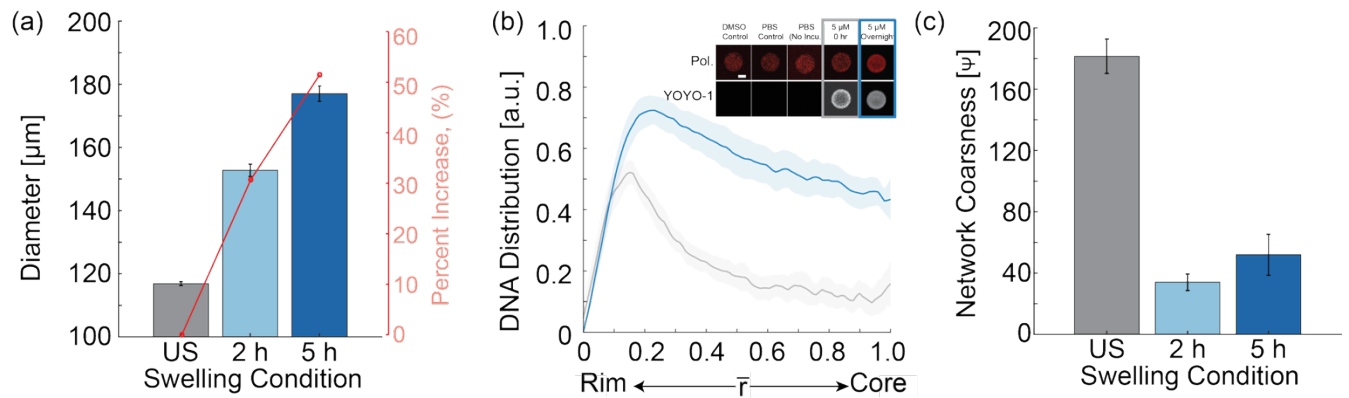 (a)
200
180
160
140
120
100
Diameter [µm]
60
50
40
30
20
10
0
Percent Increase, (%)
US 2 h 5 h
Swelling Condition
(b)
1.0
0.8
0.6
0.4
0.2
0
DNA Distribution [a.u.]
DMSO Control
PBS Control
PBS (No Incu.
5 µM 0 hr
5 µM Overnight
Pol.
YOYO-1
0 0.2 0.4 0.6 0.8 1.0
Rim r̅ Core
(c)
200
160
120
80
40
0
Network Coarsness [Ψ]
US 2 h 5 h
Swelling Condition